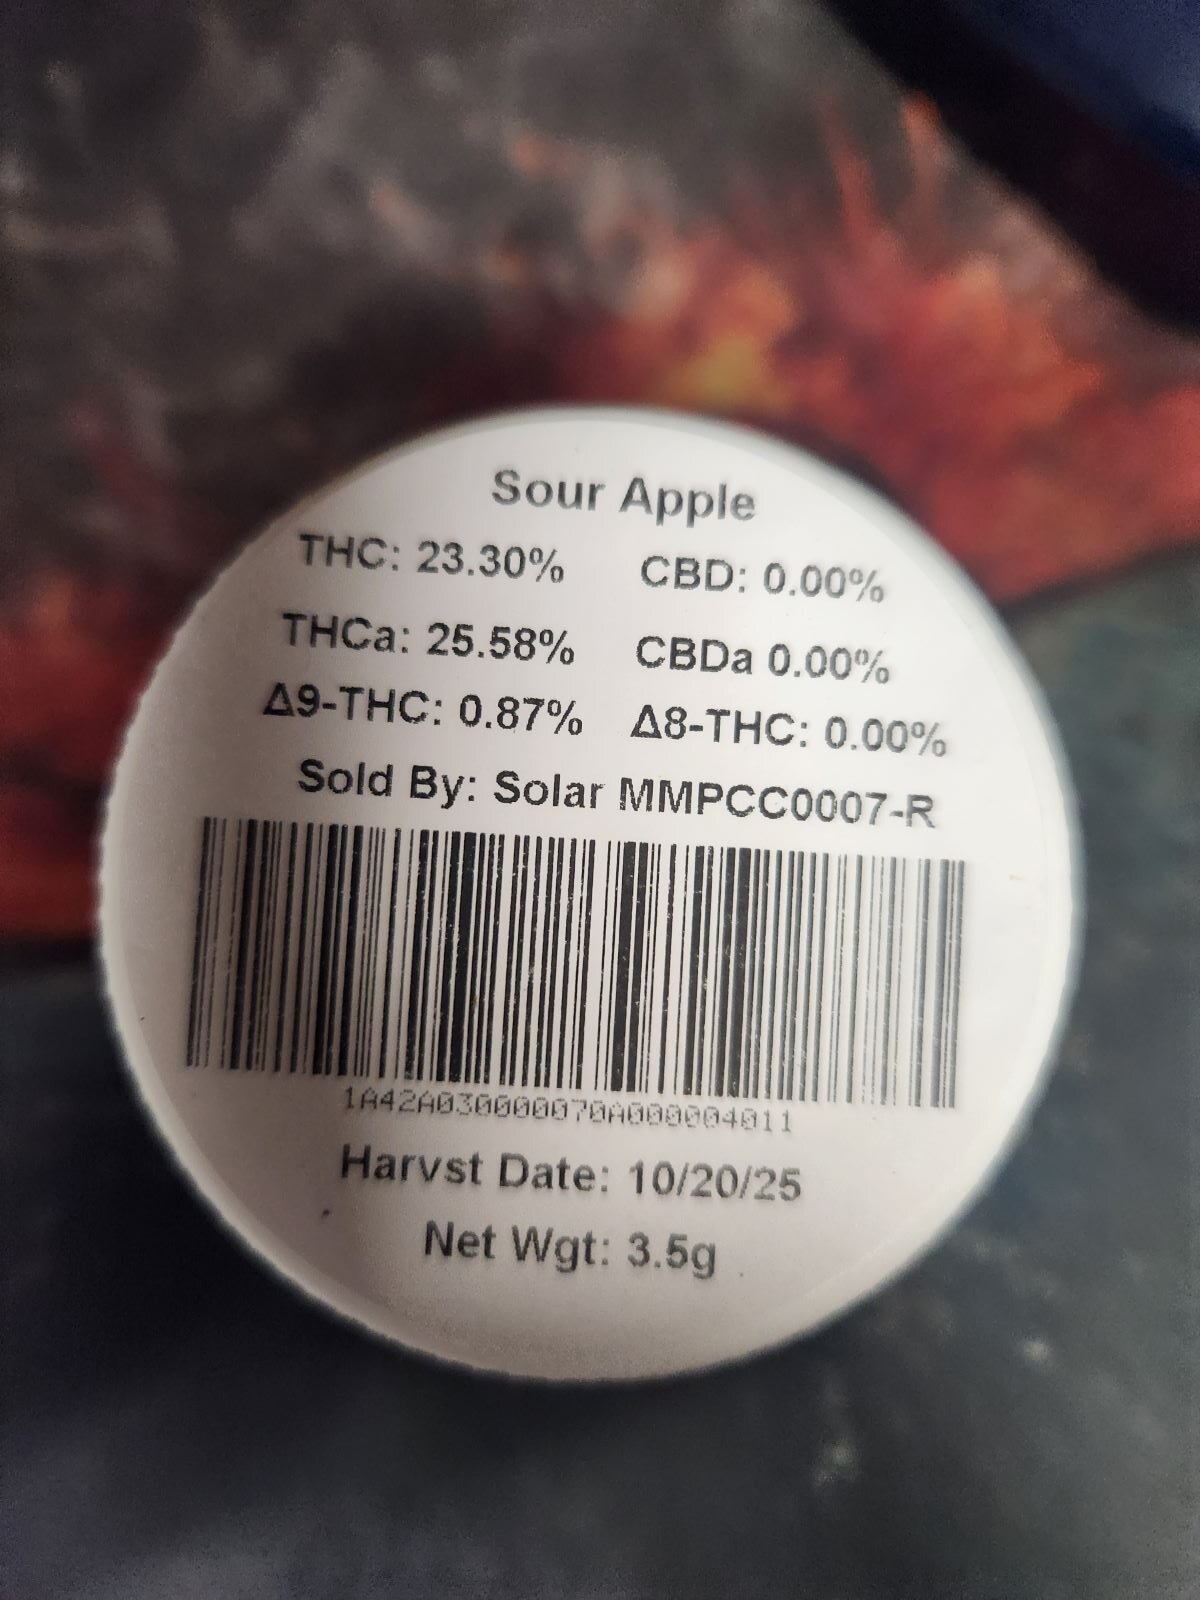 Sour Apple
THC: 23.30% CBD: 0.00%
THCa: 25.58% CBDa 0.00%
Δ9-THC: 0.87% Δ8-THC: 0.00%
Sold By: Solar MMPCC0007-R
1A42A030000070A000004011
Harvst Date: 10/20/25
Net Wgt: 3.5g